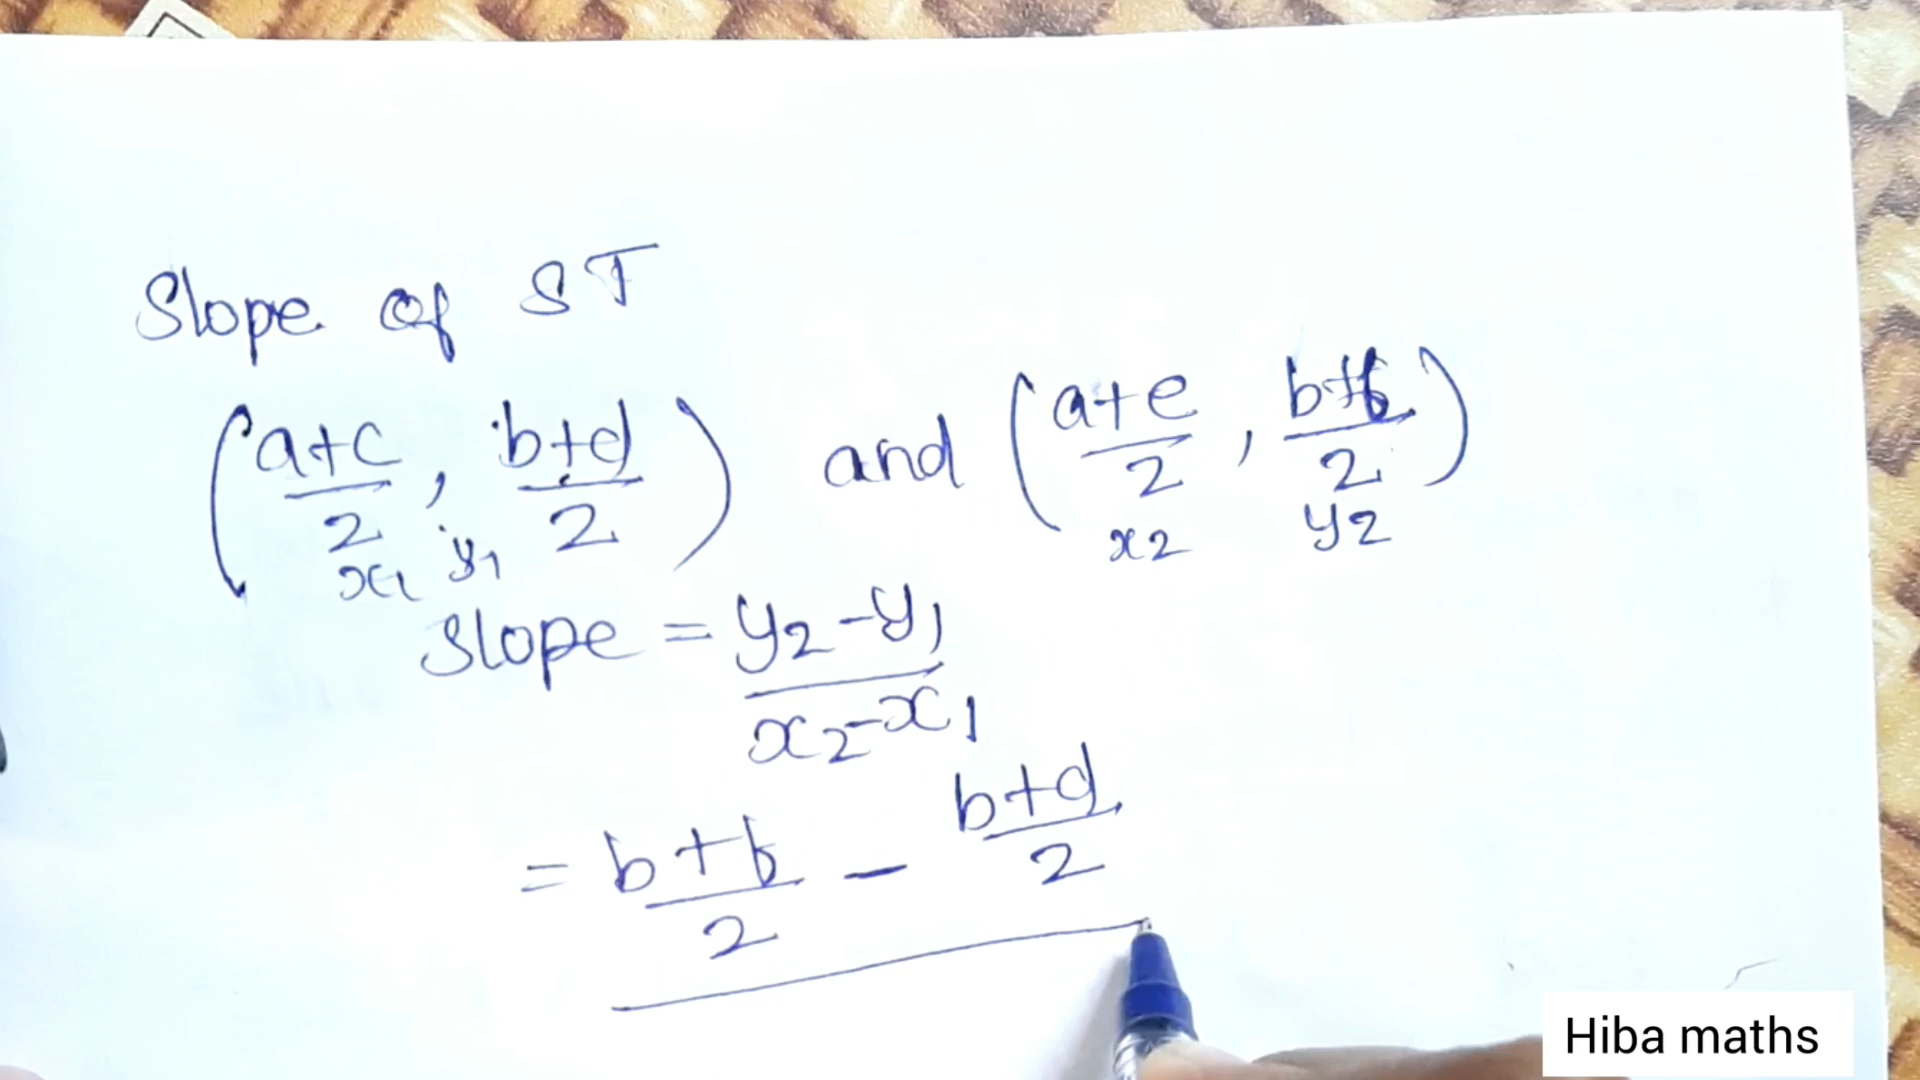 Slope of ST
(a+c/2, b+d/2) and (a+e/2, b+f/2)
x1 y1 x2 y2
Slope = y2-y1/x2-x1
= b+f/2 - b+d/2
Hiba maths